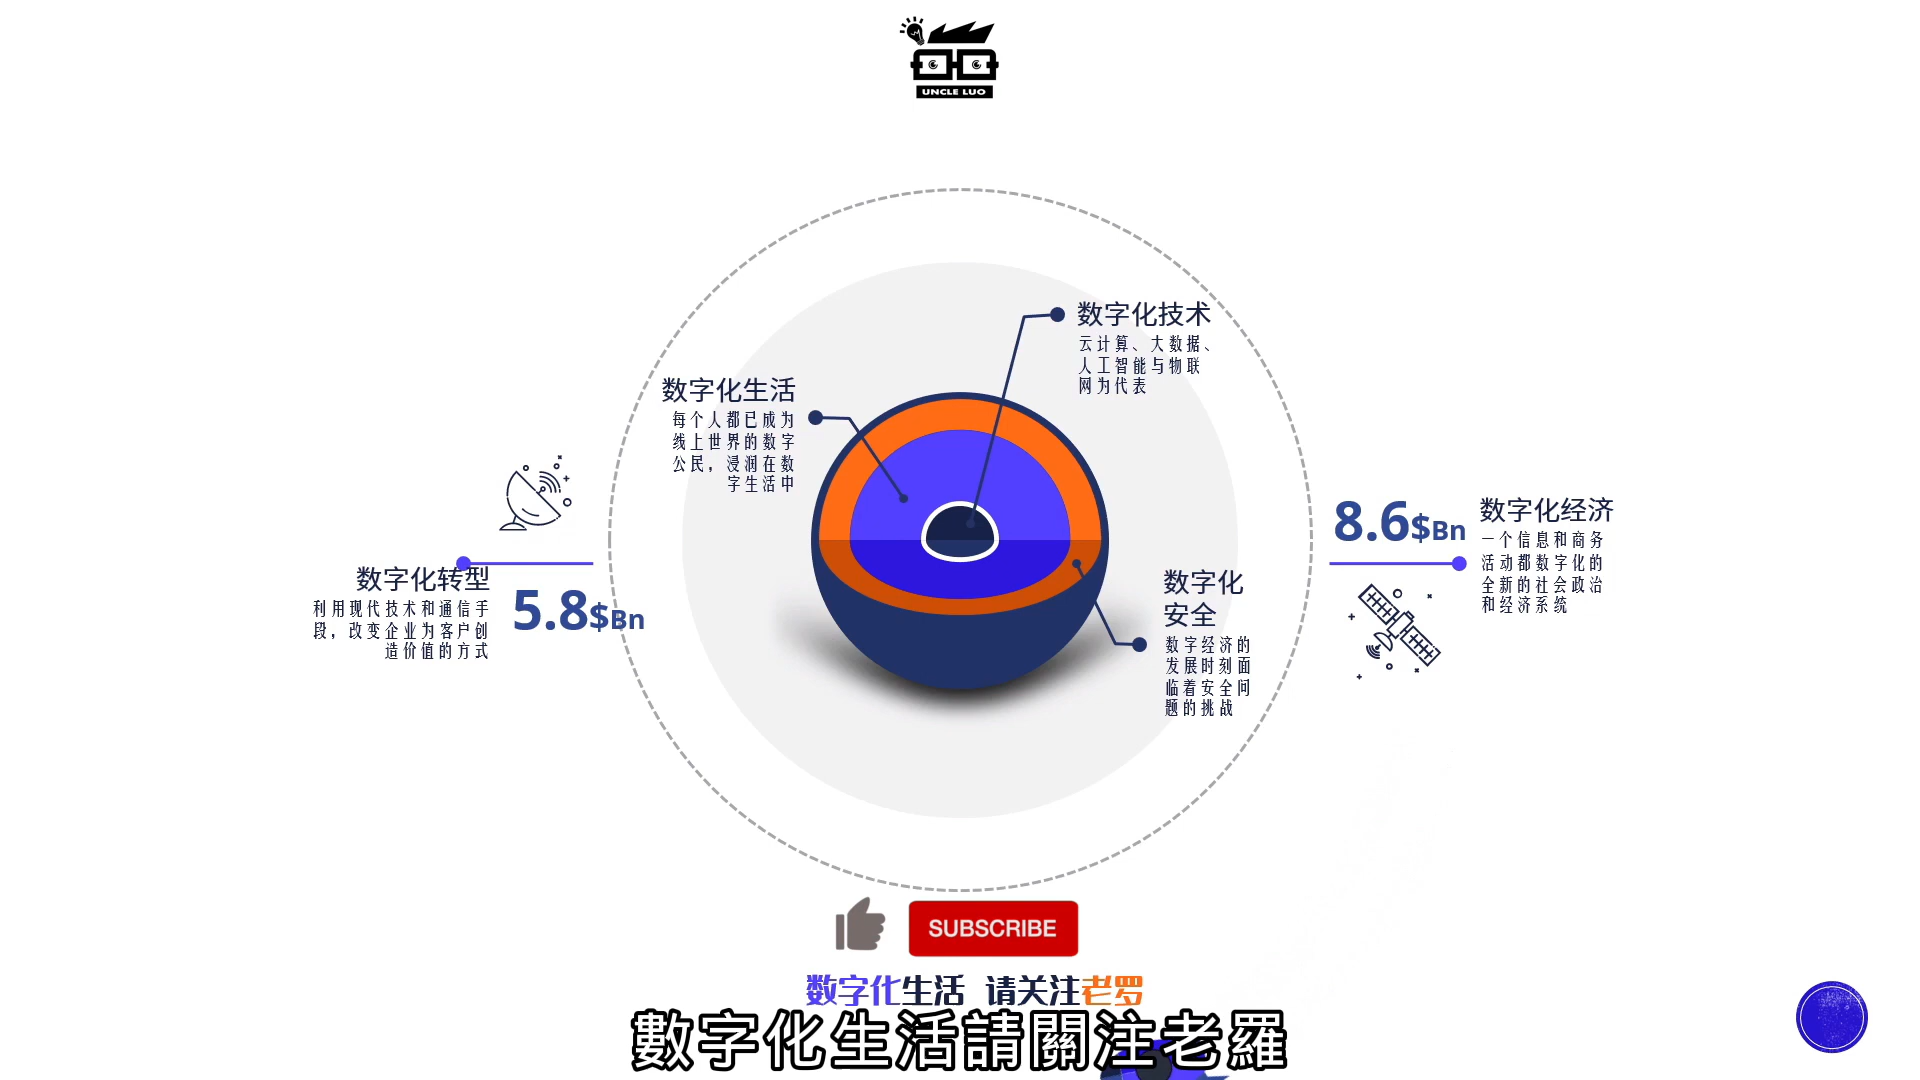 UNCLE LUO
数字化技术
云计算、大数据、
人工智能与物联
网为代表
数字化生活
每个人都已成为
线上世界的数字
公民，浸润在数
字生活中
数字化转型
利用现代技术和通信手
段，改变企业为客户创
造价值的方式
5.8$Bn
8.6$Bn
数字化经济
一个信息和商务
活动都数字化的
全新的社会政治
和经济系统
数字化
安全
数字经济的
发展时刻面
临着安全问
题的挑战
SUBSCRIBE
数字化生活 请关注老罗
數字化生活請關注老羅